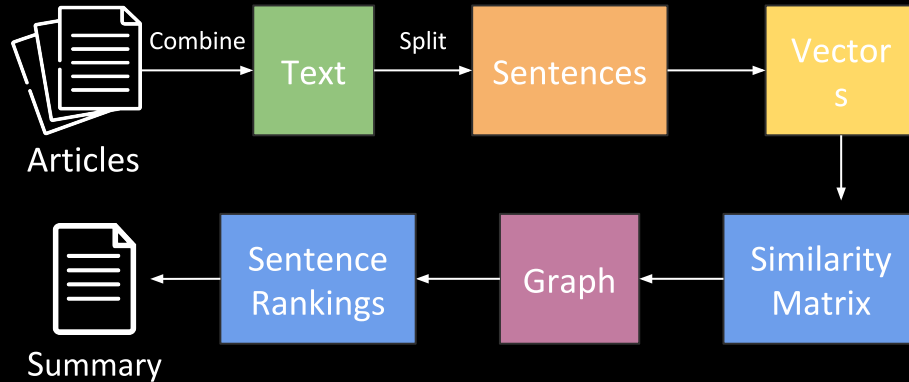 Combine
Split
Text
Sentences
Vector
s
Articles
Sentence
Rankings
Graph
Similarity
Matrix
Summary